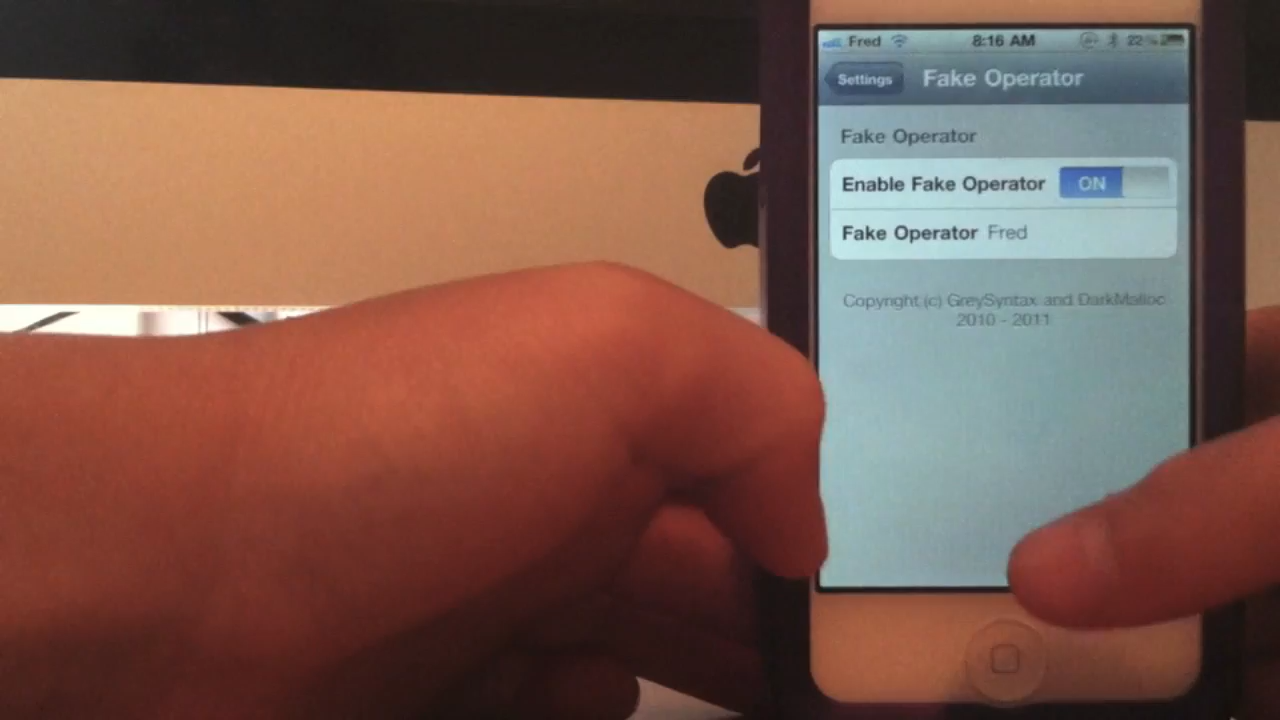 Fred 8:16 AM 22%
Settings Fake Operator
Fake Operator
Enable Fake Operator ON
Fake Operator Fred
Copyright (c) GreySyntax and DarkMalloc
2010 - 2011